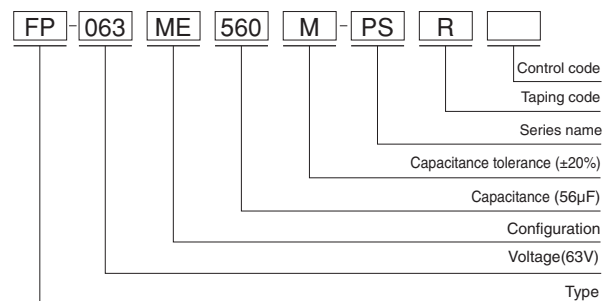 FP - 063 ME 560 M - PS R
Control code
Taping code
Series name
Capacitance tolerance (±20%)
Capacitance (56µF)
Configuration
Voltage(63V)
Type